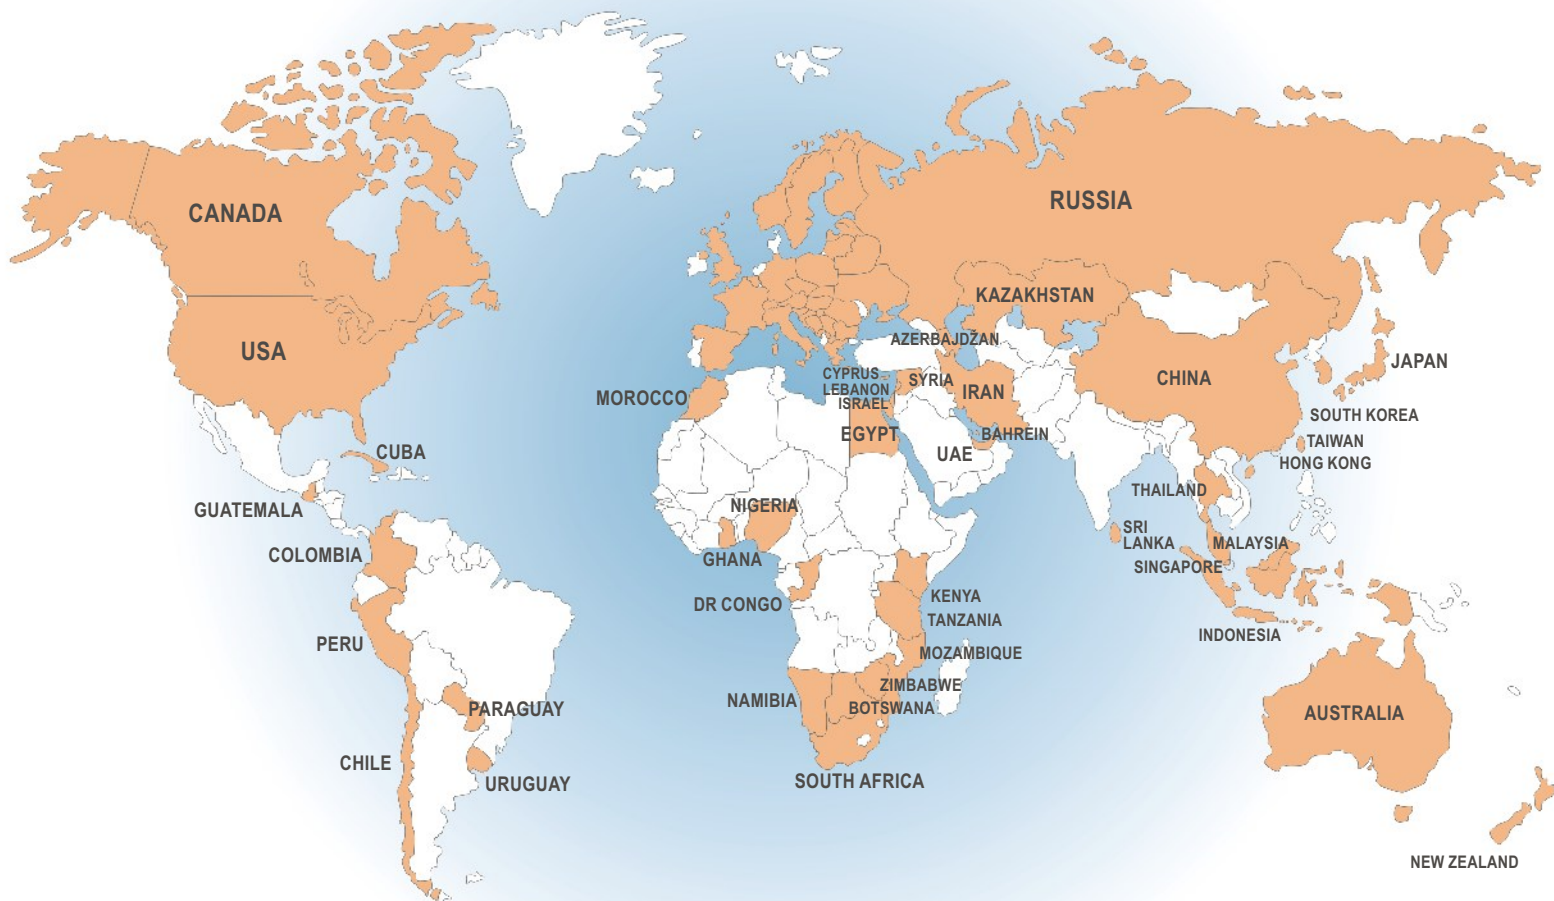 CANADA
RUSSIA
KAZAKHSTAN
USA
AZERBAJDŽAN
JAPAN
CYPRUS
LEBANON
ISRAEL
SYRIA
IRAN
CHINA
MOROCCO
SOUTH KOREA
EGYPT
BAHREIN
TAIWAN
CUBA
UAE
HONG KONG
THAILAND
GUATEMALA
NIGERIA
SRI
LANKA
MALAYSIA
COLOMBIA
GHANA
SINGAPORE
DR CONGO
KENYA
TANZANIA
INDONESIA
PERU
MOZAMBIQUE
ZIMBABWE
NAMIBIA
BOTSWANA
PARAGUAY
AUSTRALIA
CHILE
URUGUAY
SOUTH AFRICA
NEW ZEALAND